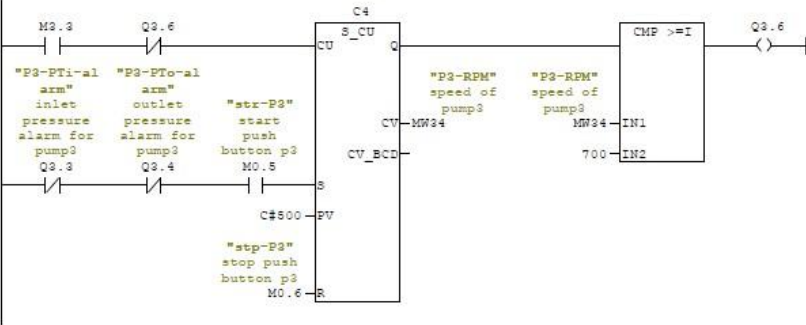 C4
M3.3 Q3.6 S_CU CMP >=I Q3.6
CU Q
"P3-PTi-al "P3-PTo-al
arm" arm"
inlet outlet
pressure pressure
alarm for alarm for
pump3 pump3
"str-P3"
start
push
button p3
"P3-RPM" "P3-RPM"
speed of speed of
pump3 pump3
CV MW34 MW34 IN1
CV_BCD 700 IN2
Q3.3 Q3.4 M0.5
S
C#500 PV
"stp-P3"
stop push
button p3
M0.6 R